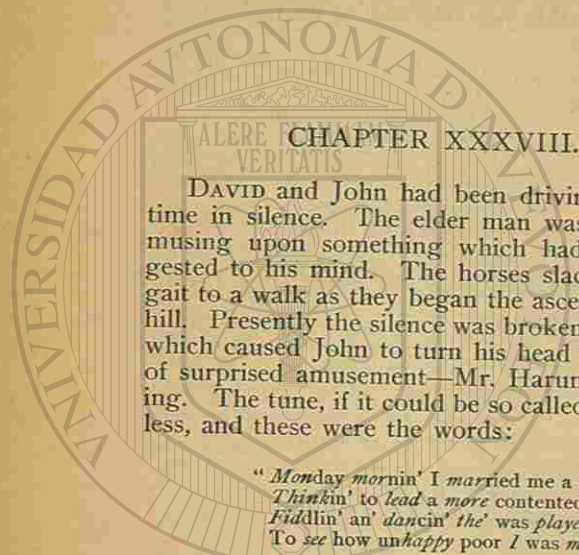 UNIVERSIDAD AUTONOMA D
ALERE FLAMMAM
VERITATIS
CHAPTER XXXVIII.
DAVID and John had been drivin
time in silence. The elder man was
musing upon something which had
gested to his mind. The horses slac
gait to a walk as they began the asce
hill. Presently the silence was broken
which caused John to turn his head
of surprised amusement—Mr. Harum
ing. The tune, if it could be so called
less, and these were the words:
" Monday mornin' I married me a
Thinkin' to lead a more contented
Fiddlin' an' dancin' the' was playe
To see how unhappy poor I was m